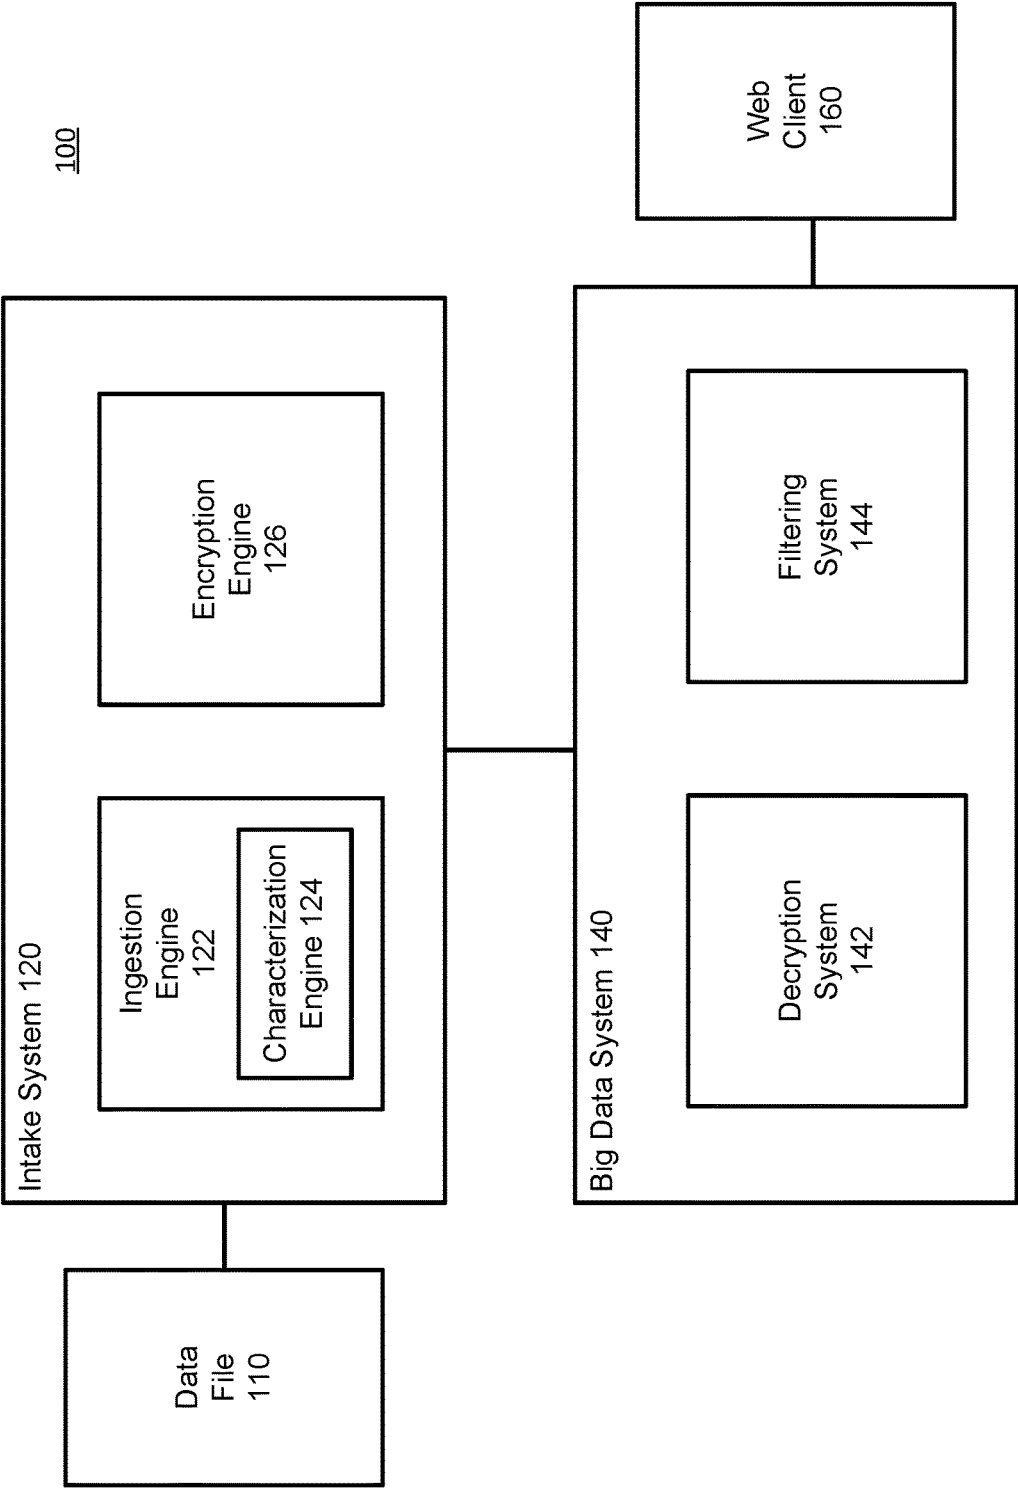 100
Intake System 120
Data
File
110
Ingestion
Engine
122
Characterization
Engine 124
Encryption
Engine
126
Big Data System 140
Decryption
System
142
Filtering
System
144
Web
Client
160